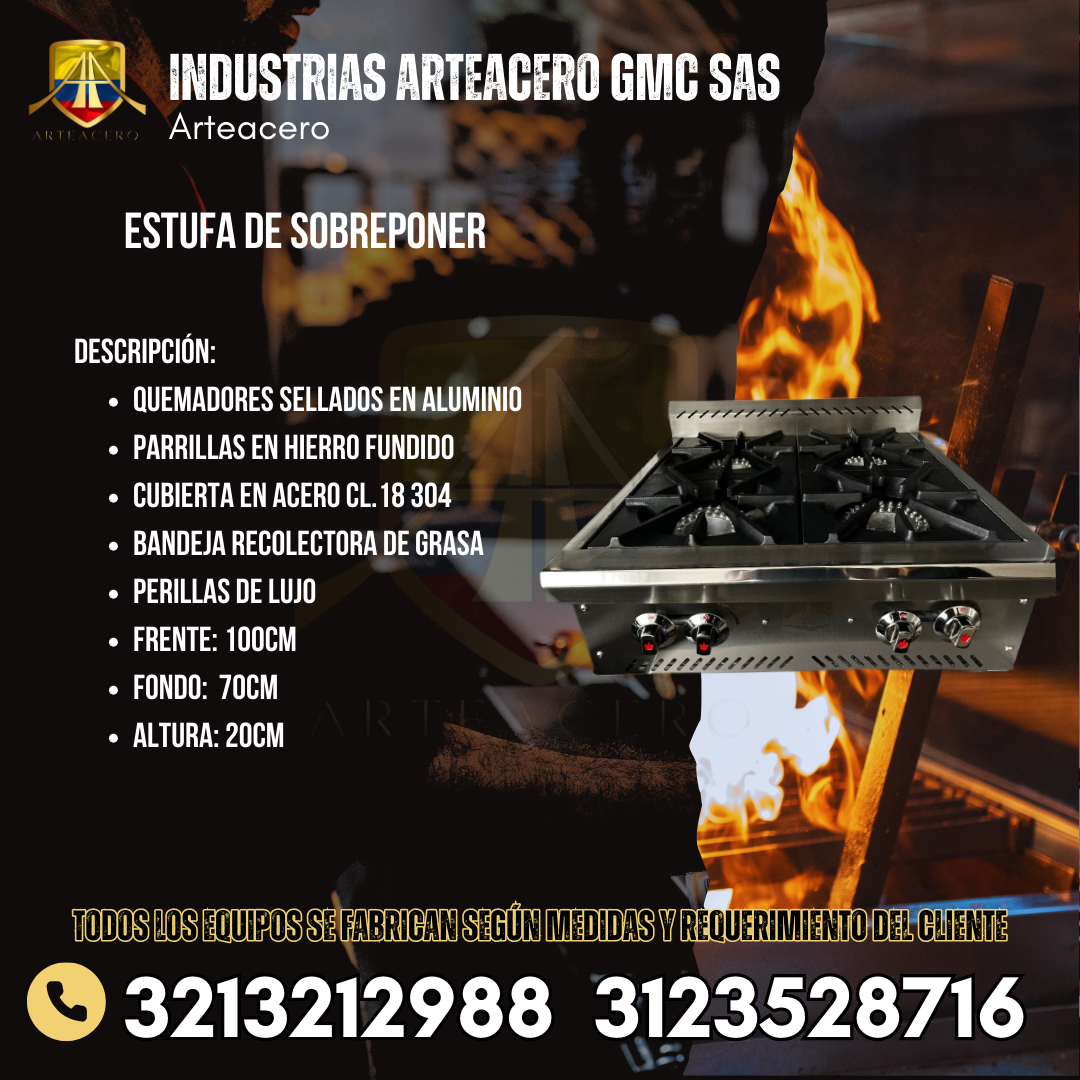 INDUSTRIAS ARTEACERO GMC SAS
Arteacero
ARTEACERO
ESTUFA DE SOBREPONER
DESCRIPCIÓN:
• QUEMADORES SELLADOS EN ALUMINIO
• PARRILLAS EN HIERRO FUNDIDO
• CUBIERTA EN ACERO CL.18 304
• BANDEJA RECOLECTORA DE GRASA
• PERILLAS DE LUJO
• FRENTE: 100CM
• FONDO: 70CM
• ALTURA: 20CM
ARTEACERO
TODOS LOS EQUIPOS SE FABRICAN SEGÚN MEDIDAS Y REQUERIMIENTO DEL CLIENTE
3213212988 3123528716